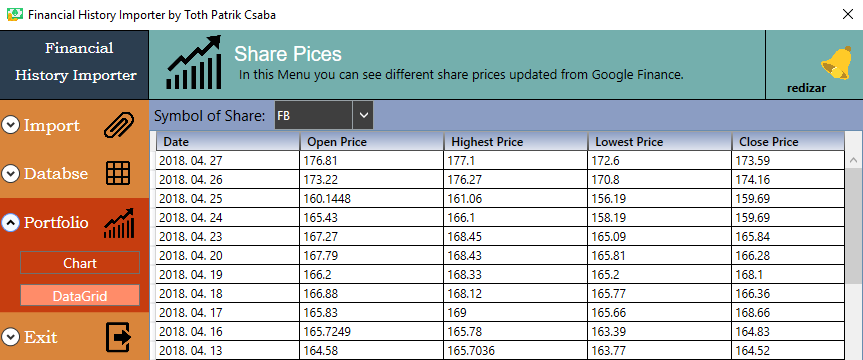 Financial History Importer by Toth Patrik Csaba
Financial
History Importer
Share Pices
In this Menu you can see different share prices updated from Google Finance.
redizar
Import
Databse
Portfolio
Chart
DataGrid
Exit
Symbol of Share: FB
Date Open Price Highest Price Lowest Price Close Price
2018. 04. 27 176.81 177.1 172.6 173.59
2018. 04. 26 173.22 176.27 170.8 174.16
2018. 04. 25 160.1448 161.06 156.19 159.69
2018. 04. 24 165.43 166.1 158.19 159.69
2018. 04. 23 167.27 168.45 165.09 165.84
2018. 04. 20 167.79 168.43 165.81 166.28
2018. 04. 19 166.2 168.33 165.2 168.1
2018. 04. 18 166.88 168.12 165.77 166.36
2018. 04. 17 165.83 169 165.66 168.66
2018. 04. 16 165.7249 165.78 163.39 164.83
2018. 04. 13 164.58 165.7036 163.77 164.52